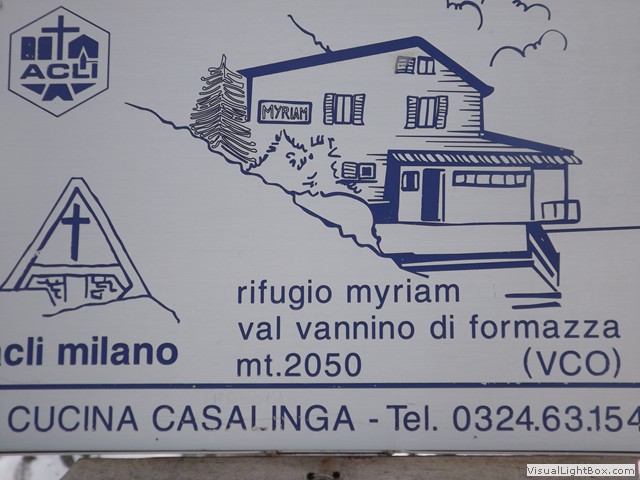 ACLI
MYRIAM
rifugio myriam
val vannino di formazza
acli milano
mt.2050 (VCO)
CUCINA CASALINGA - Tel. 0324.63.154
VisualLightBox.com